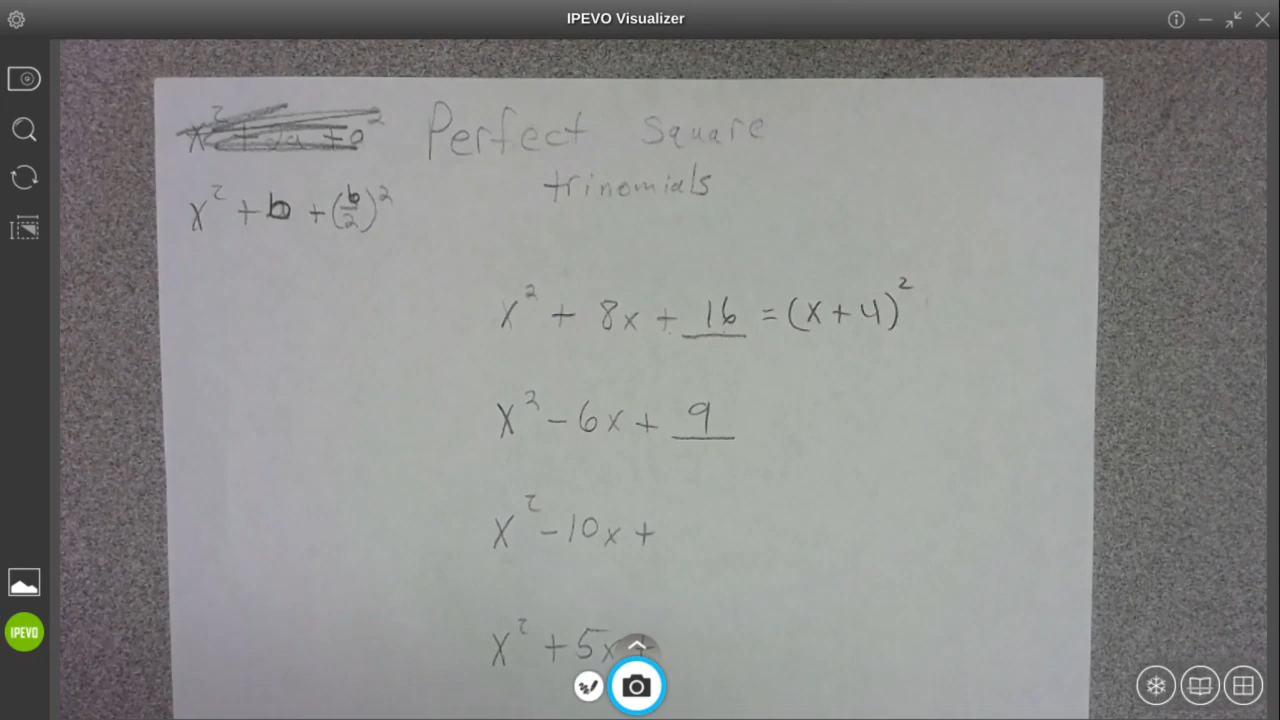 IPEVO Visualizer
Perfect Square
trinomials
x² + b + (b/2)²
x² + 8x + 16 = (x + 4)²
x² - 6x + 9
x² - 10x +
x² + 5x +
IPEVO